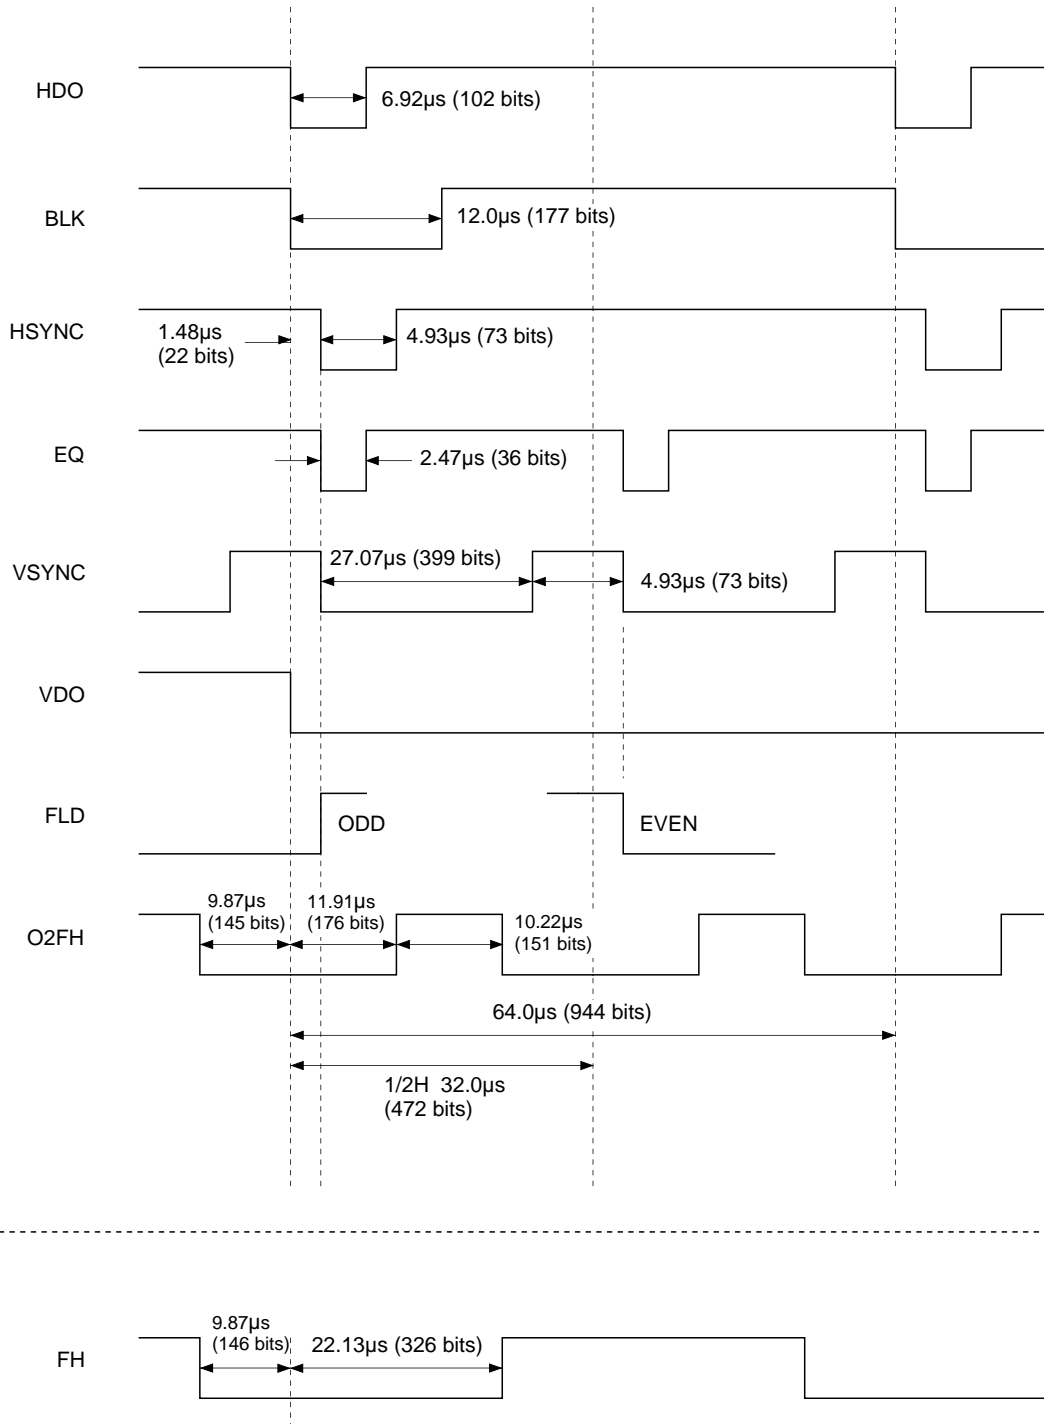 HDO
6.92µs (102 bits)
BLK
12.0µs (177 bits)
HSYNC
1.48µs
(22 bits)
4.93µs (73 bits)
EQ
2.47µs (36 bits)
VSYNC
27.07µs (399 bits)
4.93µs (73 bits)
VDO
FLD
ODD
EVEN
O2FH
9.87µs
(145 bits)
11.91µs
(176 bits)
10.22µs
(151 bits)
64.0µs (944 bits)
1/2H 32.0µs
(472 bits)
FH
9.87µs
(146 bits)
22.13µs (326 bits)